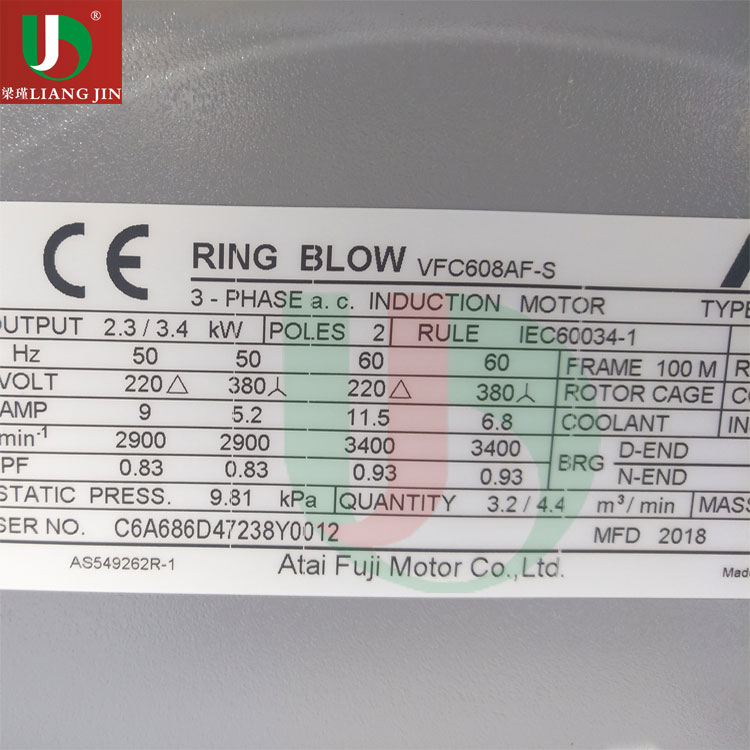 ®
梁瑾LIANG JIN
CE RING BLOW VFC608AF-S
3 - PHASE a. c. INDUCTION MOTOR TYPE
OUTPUT 2.3 / 3.4 kW POLES 2 RULE IEC60034-1
Hz 50 50 60 60 FRAME 100 M
VOLT 220△ 380⅄ 220△ 380⅄ ROTOR CAGE
AMP 9 5.2 11.5 6.8 COOLANT
min⁻¹ 2900 2900 3400 3400 BRG D-END
PF 0.83 0.83 0.93 0.93 N-END
STATIC PRESS. 9.81 kPa QUANTITY 3.2 / 4.4 m³/ min MASS
SER NO. C6A686D47238Y0012 MFD 2018
AS549262R-1 Atai Fuji Motor Co.,Ltd. Made